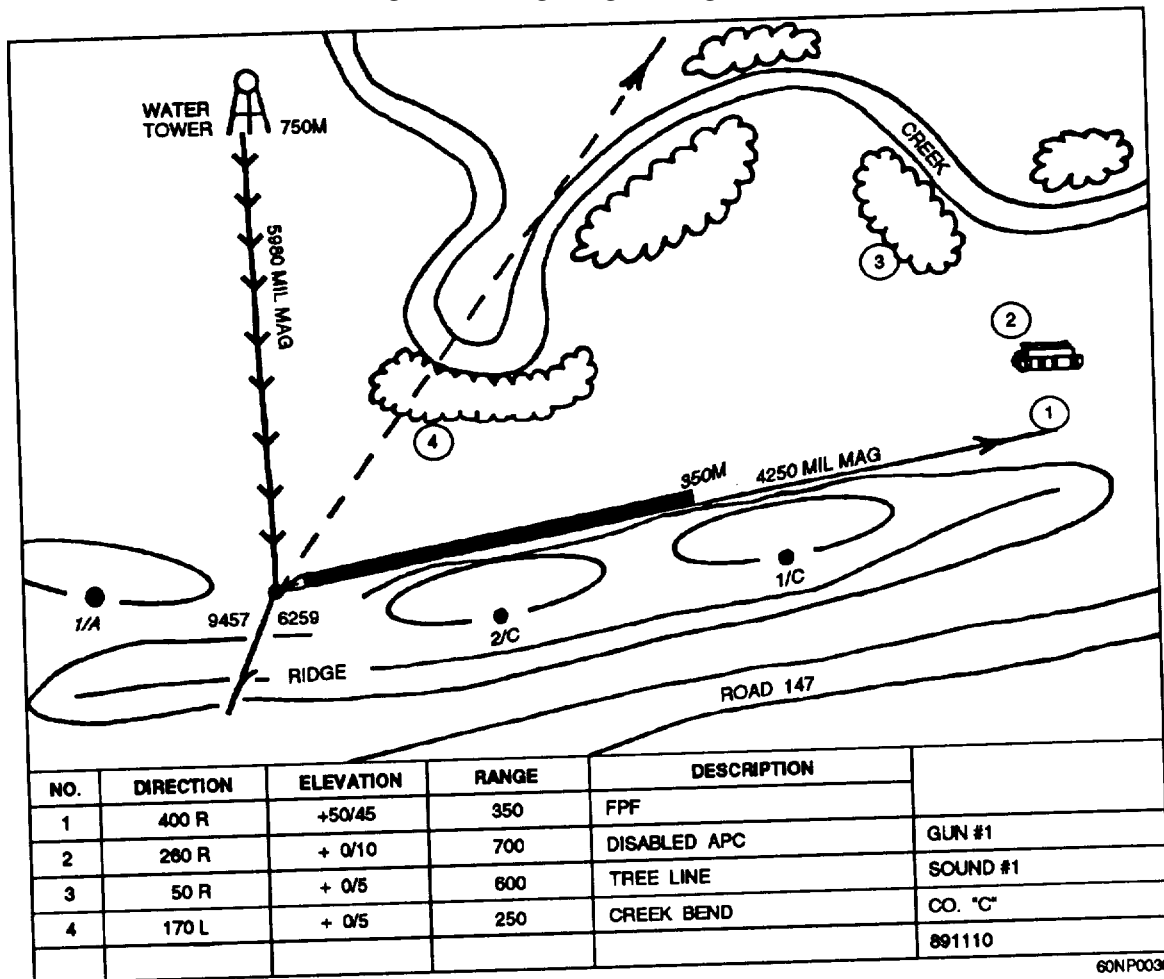 WATER
TOWER
750M
5980 MIL MAG
CREEK
3
2
1
4
350M
4250 MIL MAG
1/A
9457
6259
2/C
1/C
RIDGE
ROAD 147
NO. DIRECTION ELEVATION RANGE DESCRIPTION
1 400 R +50/45 350 FPF
2 260 R + 0/10 700 DISABLED APC GUN #1
3 50 R + 0/5 600 TREE LINE SOUND #1
4 170 L + 0/5 250 CREEK BEND CO. "C"
891110